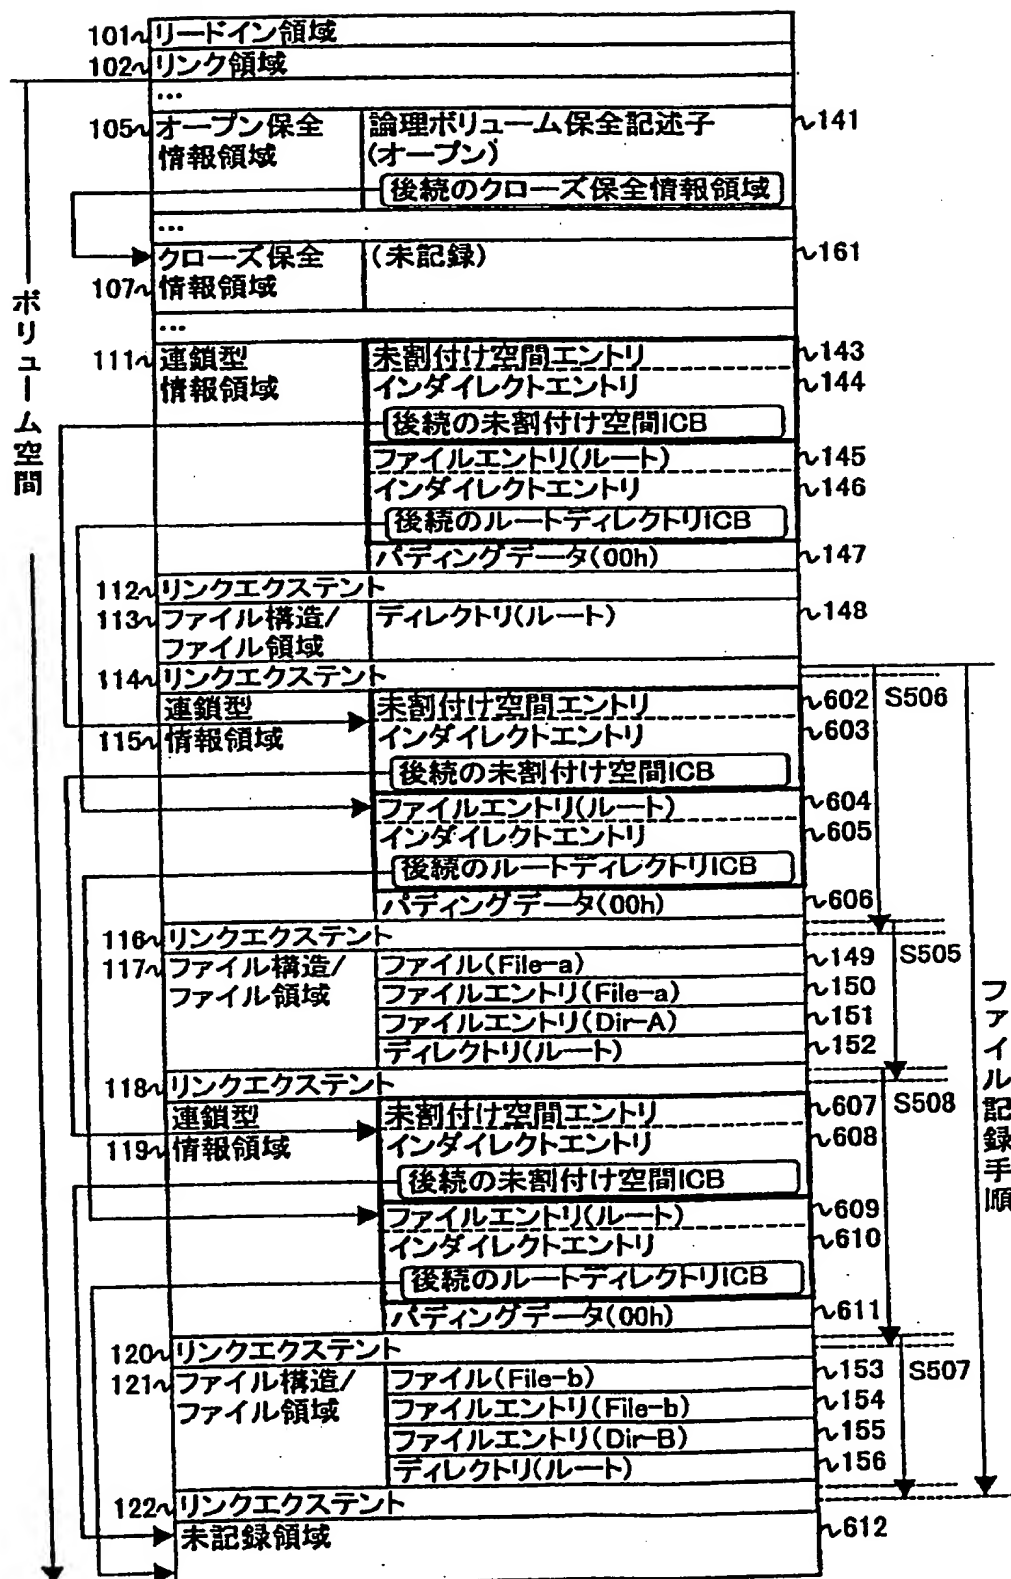 101 リードイン領域
102 リンク領域
…
105 オープン保全情報領域
論理ボリューム保全記述子(オープン)
141
後続のクローズ保全情報領域
…
クローズ保全
107 情報領域
(未記録)
161
…
111 連鎖型情報領域
未割付け空間エントリ 143
インダイレクトエントリ 144
後続の未割付け空間ICB
ファイルエントリ(ルート) 145
インダイレクトエントリ 146
後続のルートディレクトリICB
パディングデータ(00h) 147
112 リンクエクステント
113 ファイル構造/ファイル領域
ディレクトリ(ルート) 148
114 リンクエクステント
連鎖型
115 情報領域
未割付け空間エントリ 602
インダイレクトエントリ 603
後続の未割付け空間ICB
ファイルエントリ(ルート) 604
インダイレクトエントリ 605
後続のルートディレクトリICB
パディングデータ(00h) 606
S506
116 リンクエクステント
117 ファイル構造/ファイル領域
ファイル(File-a) 149
ファイルエントリ(File-a) 150
ファイルエントリ(Dir-A) 151
ディレクトリ(ルート) 152
S505
118 リンクエクステント
連鎖型
119 情報領域
未割付け空間エントリ 607
インダイレクトエントリ 608
後続の未割付け空間ICB
ファイルエントリ(ルート) 609
インダイレクトエントリ 610
後続のルートディレクトリICB
パディングデータ(00h) 611
S508
120 リンクエクステント
121 ファイル構造/ファイル領域
ファイル(File-b) 153
ファイルエントリ(File-b) 154
ファイルエントリ(Dir-B) 155
ディレクトリ(ルート) 156
S507
122 リンクエクステント
未記録領域 612
ボリューム空間
ファイル記録手順